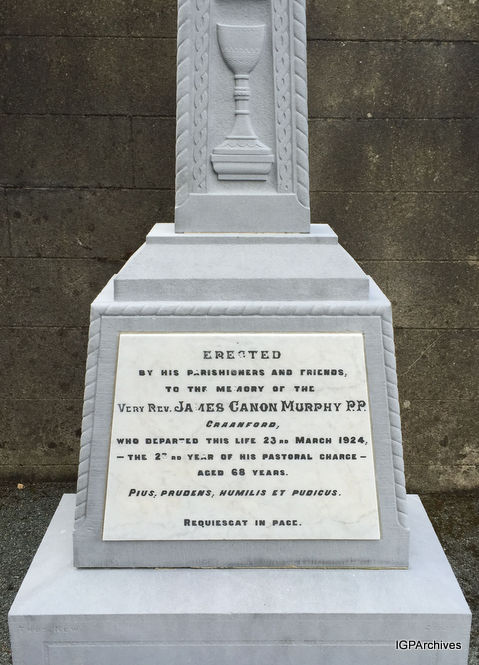 ERECTED
BY HIS PARISHIONERS AND FRIENDS,
TO THE MEMORY OF THE
VERY REV. JAMES CANON MURPHY P.P.
CRAANFORD,
WHO DEPARTED THIS LIFE 23RD MARCH 1924,
— THE YEAR OF HIS PASTORAL CHARGE —
AGED 68 YEARS.
PIUS, PRUDENS, HUMILIS ET PUDICUS.
REQUIESCAT IN PACE.
IGPArchives